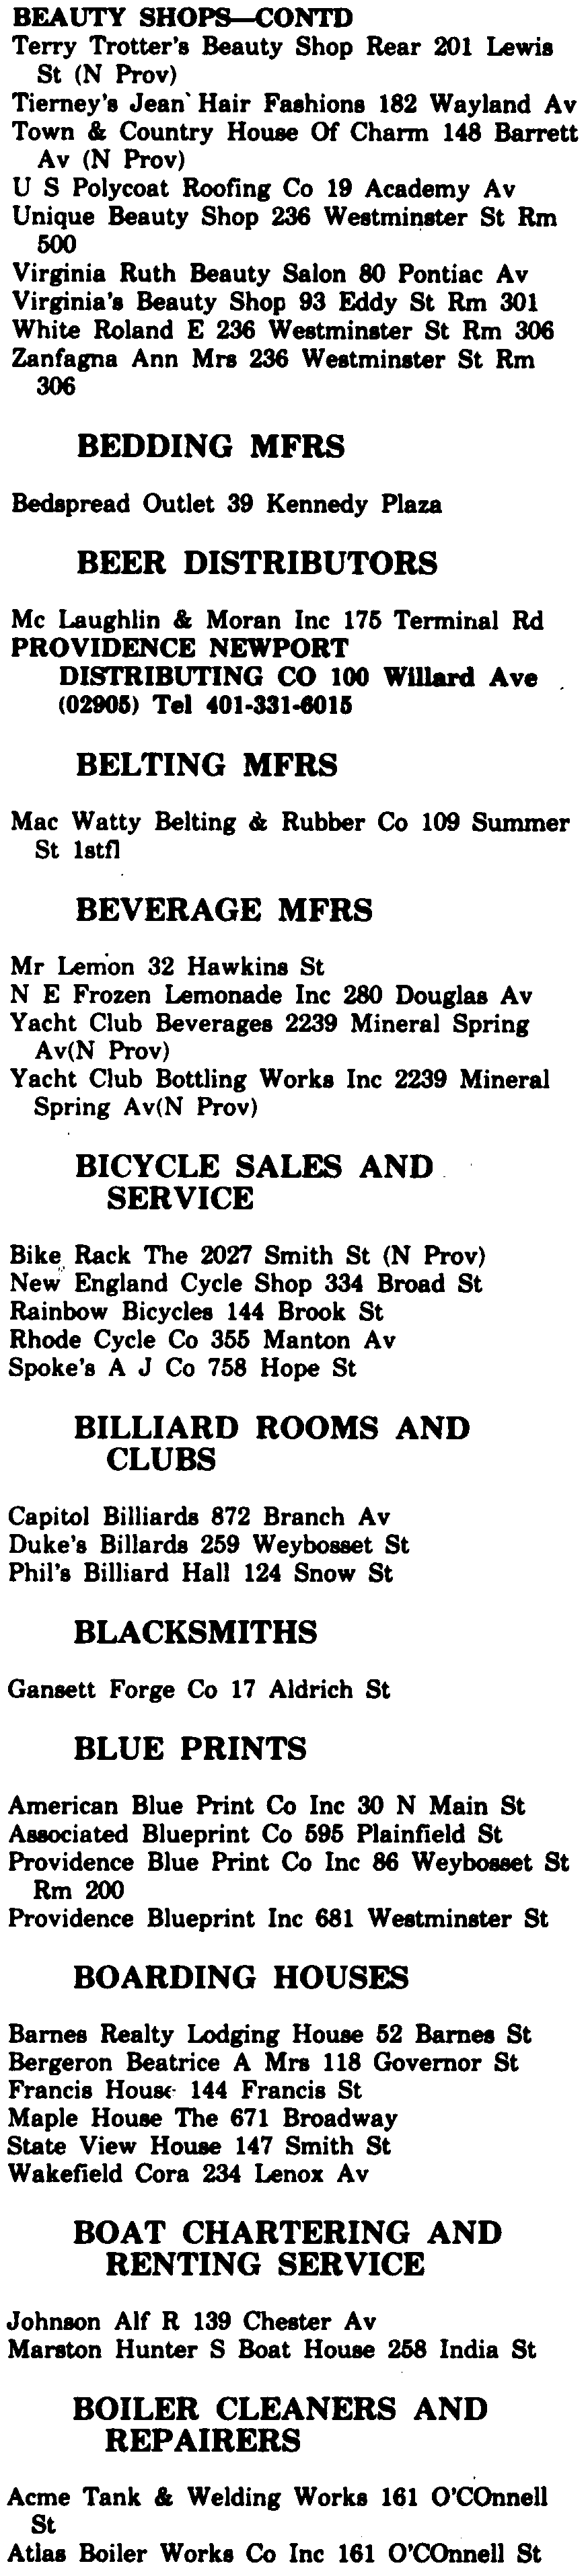 BEAUTY SHOPS—CONTD
Terry Trotter's Beauty Shop Rear 201 Lewis
St (N Prov)
Tierney's Jean Hair Fashions 182 Wayland Av
Town & Country House Of Charm 148 Barrett
Av (N Prov)
U S Polycoat Roofing Co 19 Academy Av
Unique Beauty Shop 236 Westminster St Rm
500
Virginia Ruth Beauty Salon 80 Pontiac Av
Virginia's Beauty Shop 93 Eddy St Rm 301
White Roland E 236 Westminster St Rm 306
Zanfagna Ann Mrs 236 Westminster St Rm
306
BEDDING MFRS
Bedspread Outlet 39 Kennedy Plaza
BEER DISTRIBUTORS
Mc Laughlin & Moran Inc 175 Terminal Rd
PROVIDENCE NEWPORT
DISTRIBUTING CO 100 Willard Ave
(02905) Tel 401-331-6015
BELTING MFRS
Mac Watty Belting & Rubber Co 109 Summer
St 1stfl
BEVERAGE MFRS
Mr Lemon 32 Hawkins St
N E Frozen Lemonade Inc 280 Douglas Av
Yacht Club Beverages 2239 Mineral Spring
Av(N Prov)
Yacht Club Bottling Works Inc 2239 Mineral
Spring Av(N Prov)
BICYCLE SALES AND
SERVICE
Bike Rack The 2027 Smith St (N Prov)
New England Cycle Shop 334 Broad St
Rainbow Bicycles 144 Brook St
Rhode Cycle Co 355 Manton Av
Spoke's A J Co 758 Hope St
BILLIARD ROOMS AND
CLUBS
Capitol Billiards 872 Branch Av
Duke's Billards 259 Weybosset St
Phil's Billiard Hall 124 Snow St
BLACKSMITHS
Gansett Forge Co 17 Aldrich St
BLUE PRINTS
American Blue Print Co Inc 30 N Main St
Associated Blueprint Co 595 Plainfield St
Providence Blue Print Co Inc 86 Weybosset St
Rm 200
Providence Blueprint Inc 681 Westminster St
BOARDING HOUSES
Barnes Realty Lodging House 52 Barnes St
Bergeron Beatrice A Mrs 118 Governor St
Francis House 144 Francis St
Maple House The 671 Broadway
State View House 147 Smith St
Wakefield Cora 234 Lenox Av
BOAT CHARTERING AND
RENTING SERVICE
Johnson Alf R 139 Chester Av
Marston Hunter S Boat House 258 India St
BOILER CLEANERS AND
REPAIRERS
Acme Tank & Welding Works 161 O'COnnell
St
Atlas Boiler Works Co Inc 161 O'COnnell St